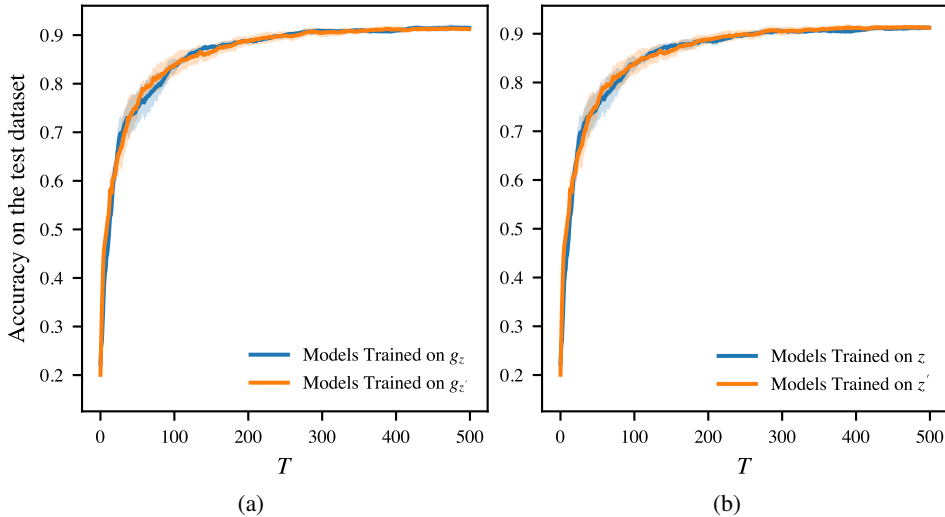 Accuracy on the test dataset
0.9
0.8
0.7
0.6
0.5
0.4
0.3
0.2
Models Trained on g_z
Models Trained on g_z′
0 100 200 300 400 500
T
(a)
0.9
0.8
0.7
0.6
0.5
0.4
0.3
0.2
Models Trained on z
Models Trained on z′
0 100 200 300 400 500
T
(b)